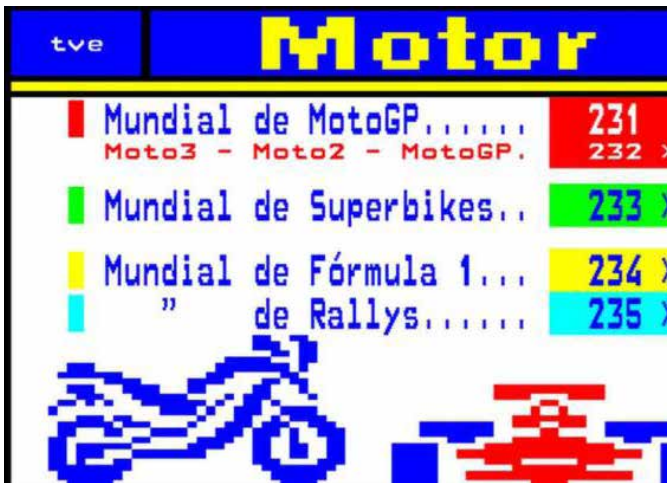 tve
Motor
Mundial de MotoGP...... 231
Moto3 - Moto2 - MotoGP. 232 >
Mundial de Superbikes.. 233 >
Mundial de Fórmula 1... 234 >
” de Rallys...... 235 >